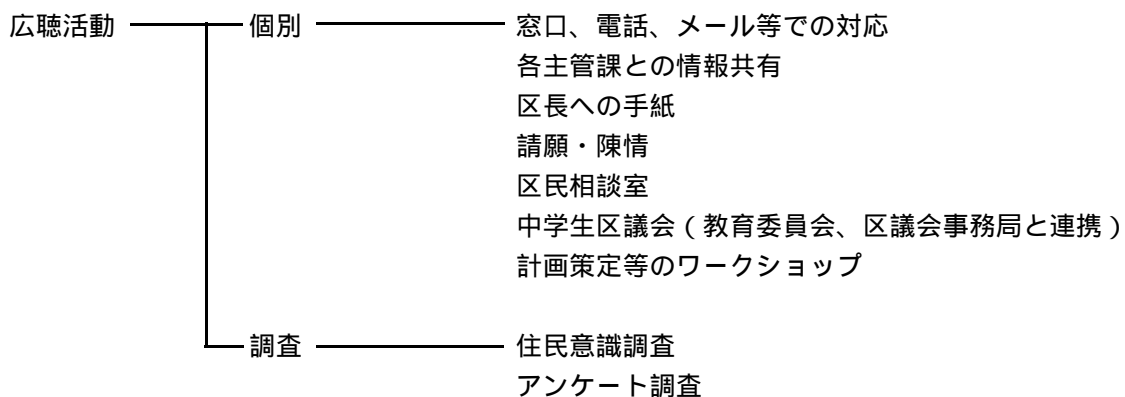 広聴活動 個別 窓口、電話、メール等での対応
各主管課との情報共有
区長への手紙
請願・陳情
区民相談室
中学生区議会（教育委員会、区議会事務局と連携）
計画策定等のワークショップ
調査 住民意識調査
アンケート調査